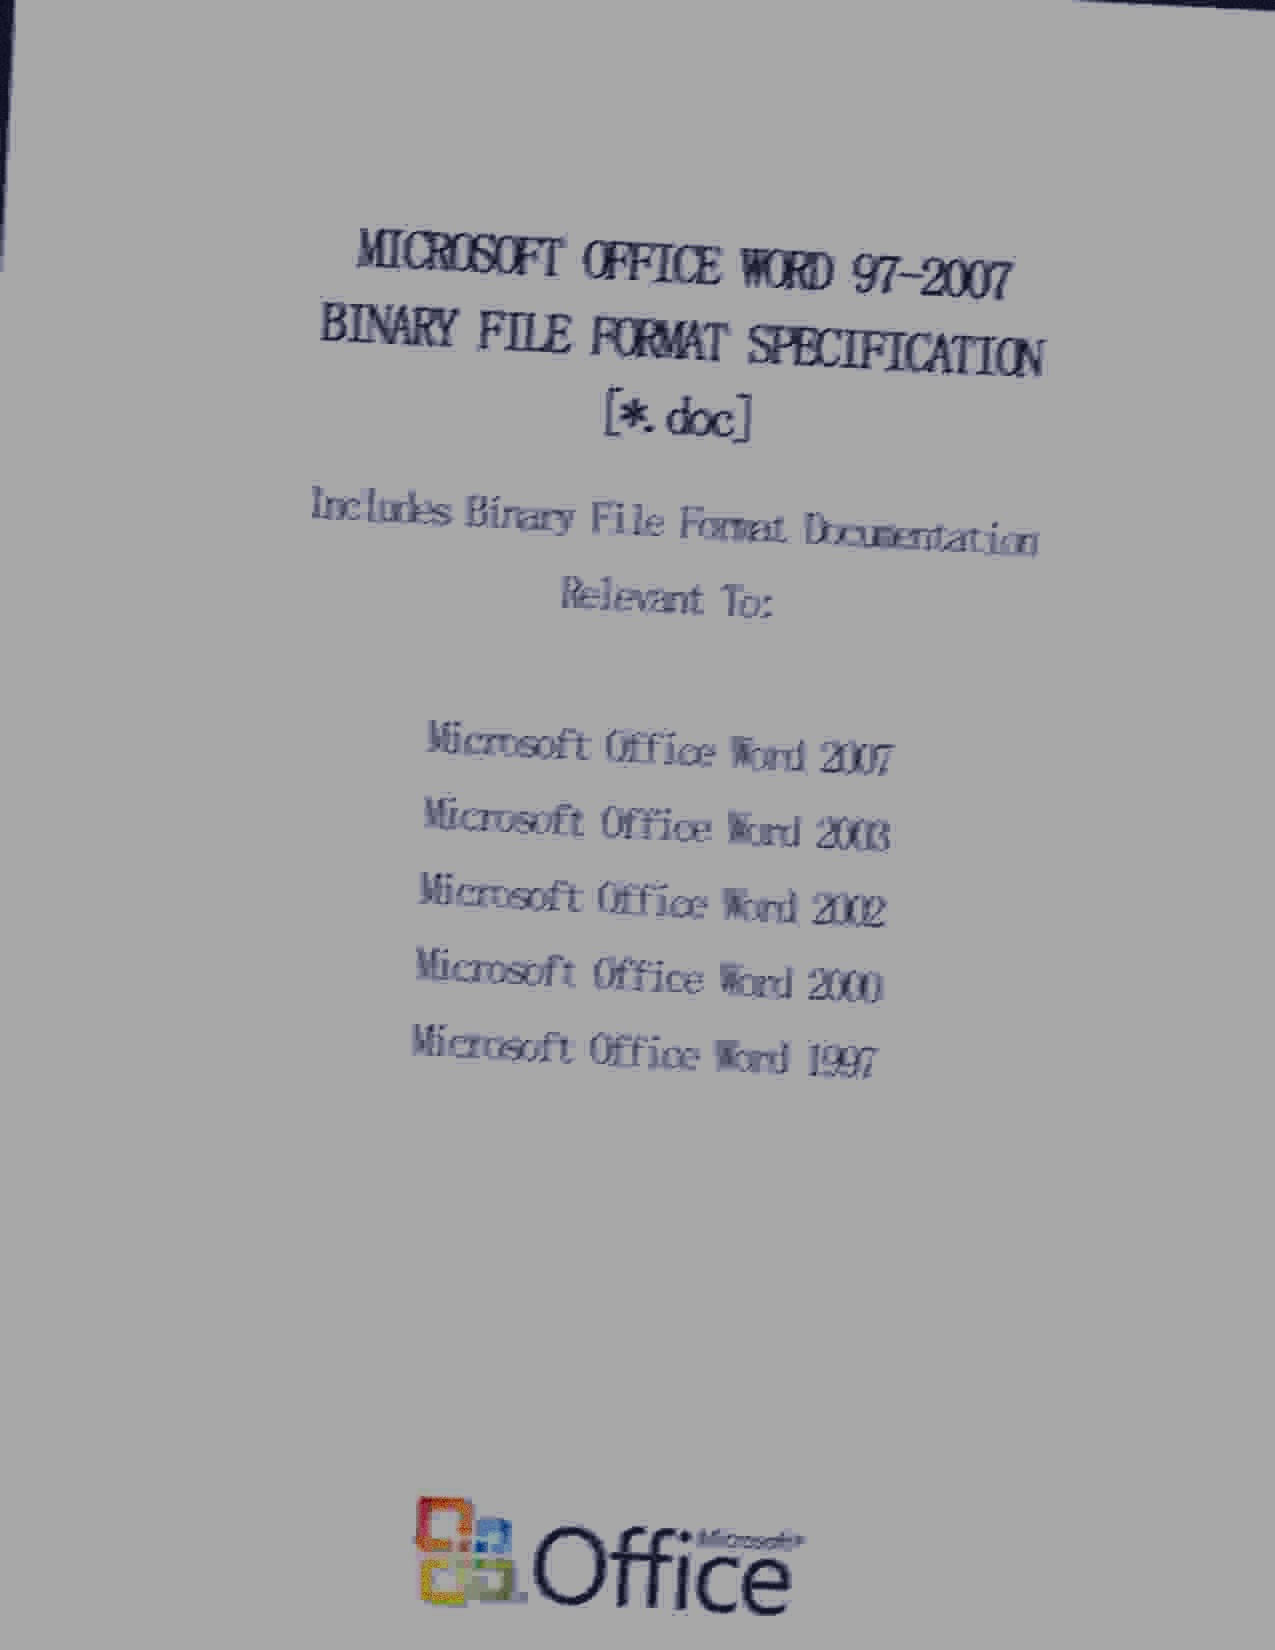 MICROSOFT OFFICE WORD 97-2007
BINARY FILE FORMAT SPECIFICATION
[*.doc]
Includes Binary File Format Documentation
Relevant To:
Microsoft Office Word 2007
Microsoft Office Word 2003
Microsoft Office Word 2002
Microsoft Office Word 2000
Microsoft Office Word 1997
Microsoft®
Office